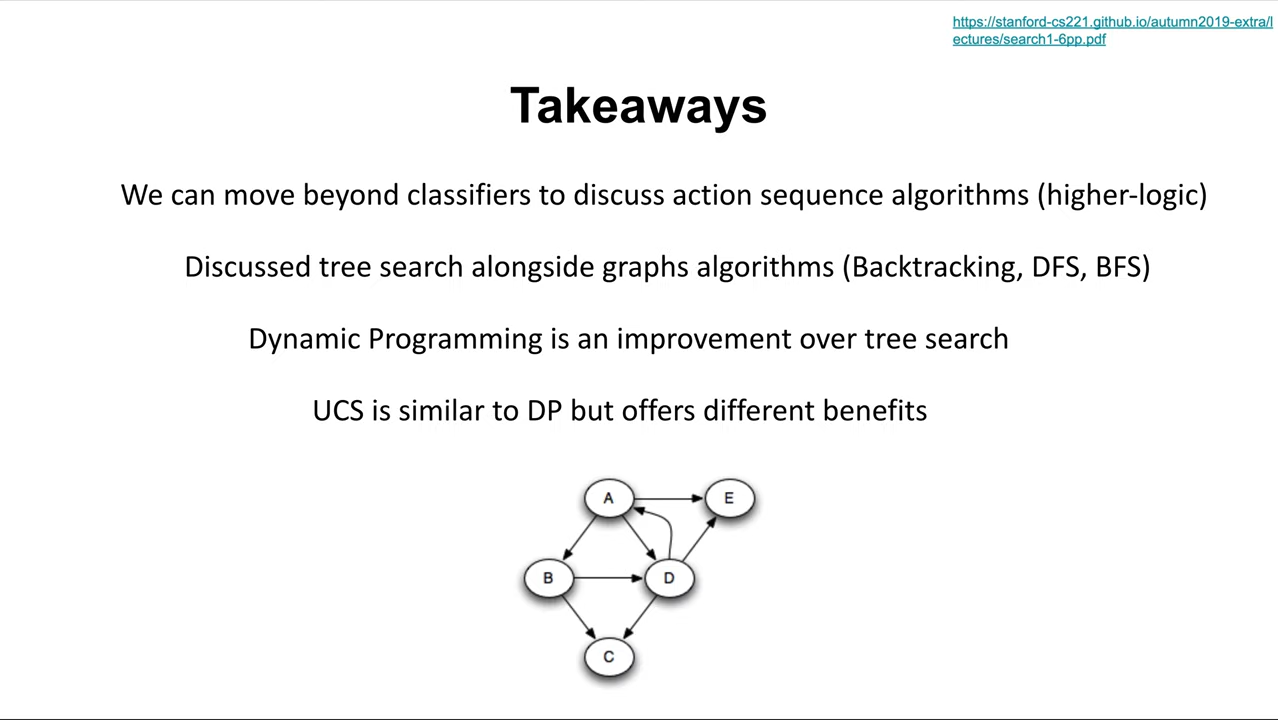 https://stanford-cs221.github.io/autumn2019-extra/l
ectures/search1-6pp.pdf
Takeaways
We can move beyond classifiers to discuss action sequence algorithms (higher-logic)
Discussed tree search alongside graphs algorithms (Backtracking, DFS, BFS)
Dynamic Programming is an improvement over tree search
UCS is similar to DP but offers different benefits
A E
B D
C